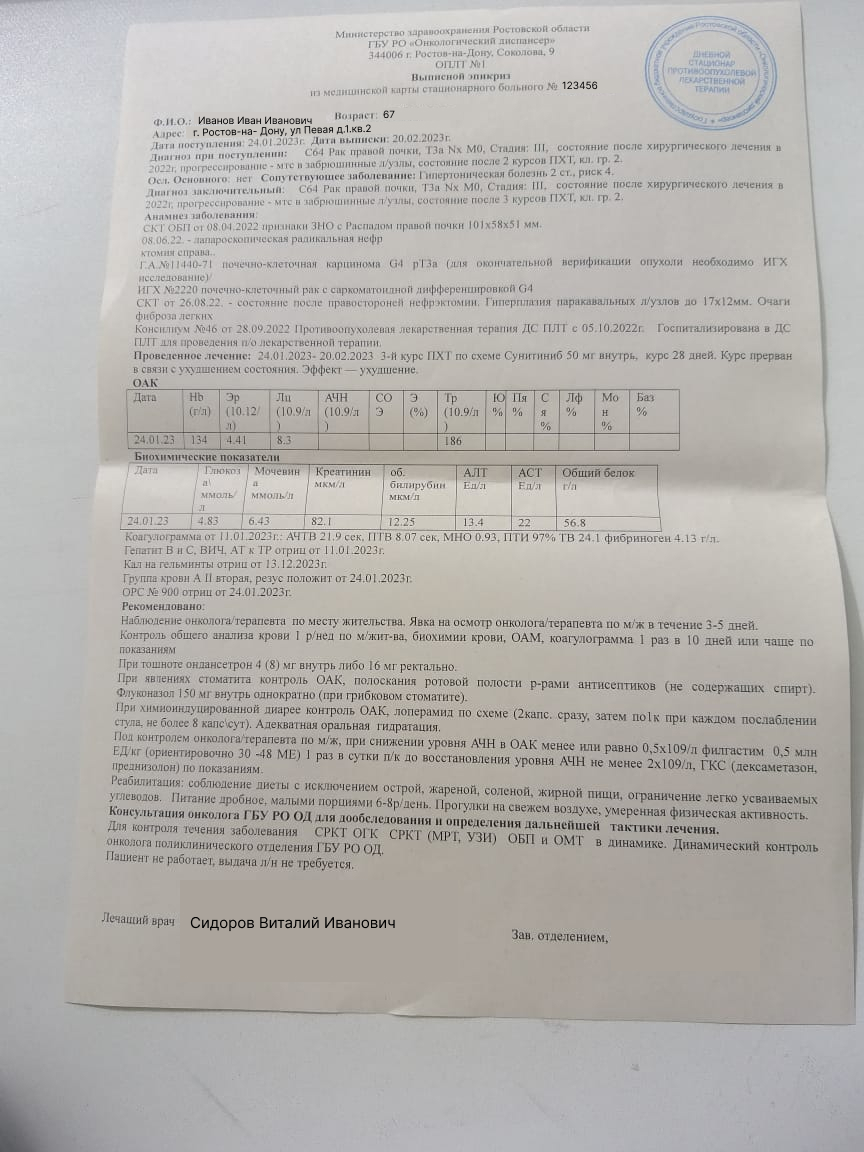 Министерство здравоохранения Ростовской области
ГБУ РО «Онкологический диспансер»
344006 г. Ростов-на-Дону, Соколова, 9
ОПЛТ №1
Выписной эпикриз
из медицинской карты стационарного больного № 123456
ДНЕВНОЙ
СТАЦИОНАР
ПРОТИВООПУХОЛЕВОЙ
ЛЕКАРСТВЕННОЙ
ТЕРАПИИ
Ф.И.О.: Иванов Иван Иванович Возраст: 67
Адрес: г. Ростов-на- Дону, ул Певая д.1.кв.2
Дата поступления: 24.01.2023г. Дата выписки: 20.02.2023г.
Диагноз при поступлении: С64 Рак правой почки, Т3а Nx M0, Стадия: III, состояние после хирургического лечения в
2022г, прогрессирование - мтс в забрюшинные л/узлы, состояние после 2 курсов ПХТ, кл. гр. 2.
Осл. Основного: нет Сопутствующее заболевание: Гипертоническая болезнь 2 ст., риск 4.
Диагноз заключительный: С64 Рак правой почки, Т3а Nx M0, Стадия: III, состояние после хирургического лечения в
2022г, прогрессирование - мтс в забрюшинные л/узлы, состояние после 3 курсов ПХТ, кл. гр. 2.
Анамнез заболевания:
СКТ ОБП от 08.04.2022 признаки ЗНО с Распадом правой почки 101х58х51 мм.
08.06.22. - лапароскопическая радикальная нефр
ктомия справа..
Г.А.№11440-71 почечно-клеточная карцинома G4 рТ3а (для окончательной верификации опухоли необходимо ИГХ
исследование)/
ИГХ №2220 почечно-клеточный рак с саркоматоидной дифференцировкой G4
СКТ от 26.08.22. - состояние после правосторонеей нефрэктомии. Гиперплазия паракавальных л/узлов до 17х12мм. Очаги
фиброза легких
Консилиум №46 от 28.09.2022 Противоопухолевая лекарственная терапия ДС ПЛТ с 05.10.2022г. Госпитализирована в ДС
ПЛТ для проведения п/о лекарственной терапии.
Проведенное лечение: 24.01.2023- 20.02.2023 3-й курс ПХТ по схеме Сунитиниб 50 мг внутрь, курс 28 дней. Курс прерван
в связи с ухудшением состояния. Эффект — ухудшение.
ОАК
Дата Hb (г/л) Эр (10.12/л) Лц (10.9/л) АЧН (10.9/л) СОЭ Э (%) Тр (10.9/л) Ю % Пя % Ся % Лф % Мон % Баз %
24.01.23 134 4.41 8.3 186
Биохимические показатели
Дата Глюкоза\ ммоль/л Мочевина ммоль/л Креатинин мкм/л об. билирубин мкм/л АЛТ Ед/л АСТ Ед/л Общий белок г/л
24.01.23 4.83 6.43 82.1 12.25 13.4 22 56.8
Коагулограмма от 11.01.2023г.: АЧТВ 21.9 сек, ПТВ 8.07 сек, МНО 0.93, ПТИ 97% ТВ 24.1 фибриноген 4.13 г/л.
Гепатит В и С, ВИЧ, АТ к ТР отриц от 11.01.2023г.
Кал на гельминты отриц от 13.12.2023г.
Группа крови А II вторая, резус положит от 24.01.2023г.
ОРС № 900 отриц от 24.01.2023г.
Рекомендовано:
Наблюдение онколога/терапевта по месту жительства. Явка на осмотр онколога/терапевта по м/ж в течение 3-5 дней.
Контроль общего анализа крови 1 р/нед по м/жит-ва, биохимии крови, ОАМ, коагулограмма 1 раз в 10 дней или чаще по
показаниям
При тошноте ондансетрон 4 (8) мг внутрь либо 16 мг ректально.
При явлениях стоматита контроль ОАК, полоскания ротовой полости р-рами антисептиков (не содержащих спирт).
Флуконазол 150 мг внутрь однократно (при грибковом стоматите).
При химиоиндуцированной диарее контроль ОАК, лоперамид по схеме (2капс. сразу, затем по1к при каждом послаблении
стула, не более 8 капс\сут). Адекватная оральная гидратация.
Под контролем онколога/терапевта по м/ж, при снижении уровня АЧН в ОАК менее или равно 0,5х109/л филгастим 0,5 млн
ЕД/кг (ориентировочно 30 -48 МЕ) 1 раз в сутки п/к до восстановления уровня АЧН не менее 2х109/л, ГКС (дексаметазон,
преднизолон) по показаниям.
Реабилитация: соблюдение диеты с исключением острой, жареной, соленой, жирной пищи, ограничение легко усваиваемых
углеводов. Питание дробное, малыми порциями 6-8р/день. Прогулки на свежем воздухе, умеренная физическая активность.
Консультация онколога ГБУ РО ОД для дообследования и определения дальнейшей тактики лечения.
Для контроля течения заболевания СРКТ ОГК СРКТ (МРТ, УЗИ) ОБП и ОМТ в динамике. Динамический контроль
онколога поликлинического отделения ГБУ РО ОД.
Пациент не работает, выдача л/н не требуется.
Лечащий врач Сидоров Виталий Иванович
Зав. отделением,